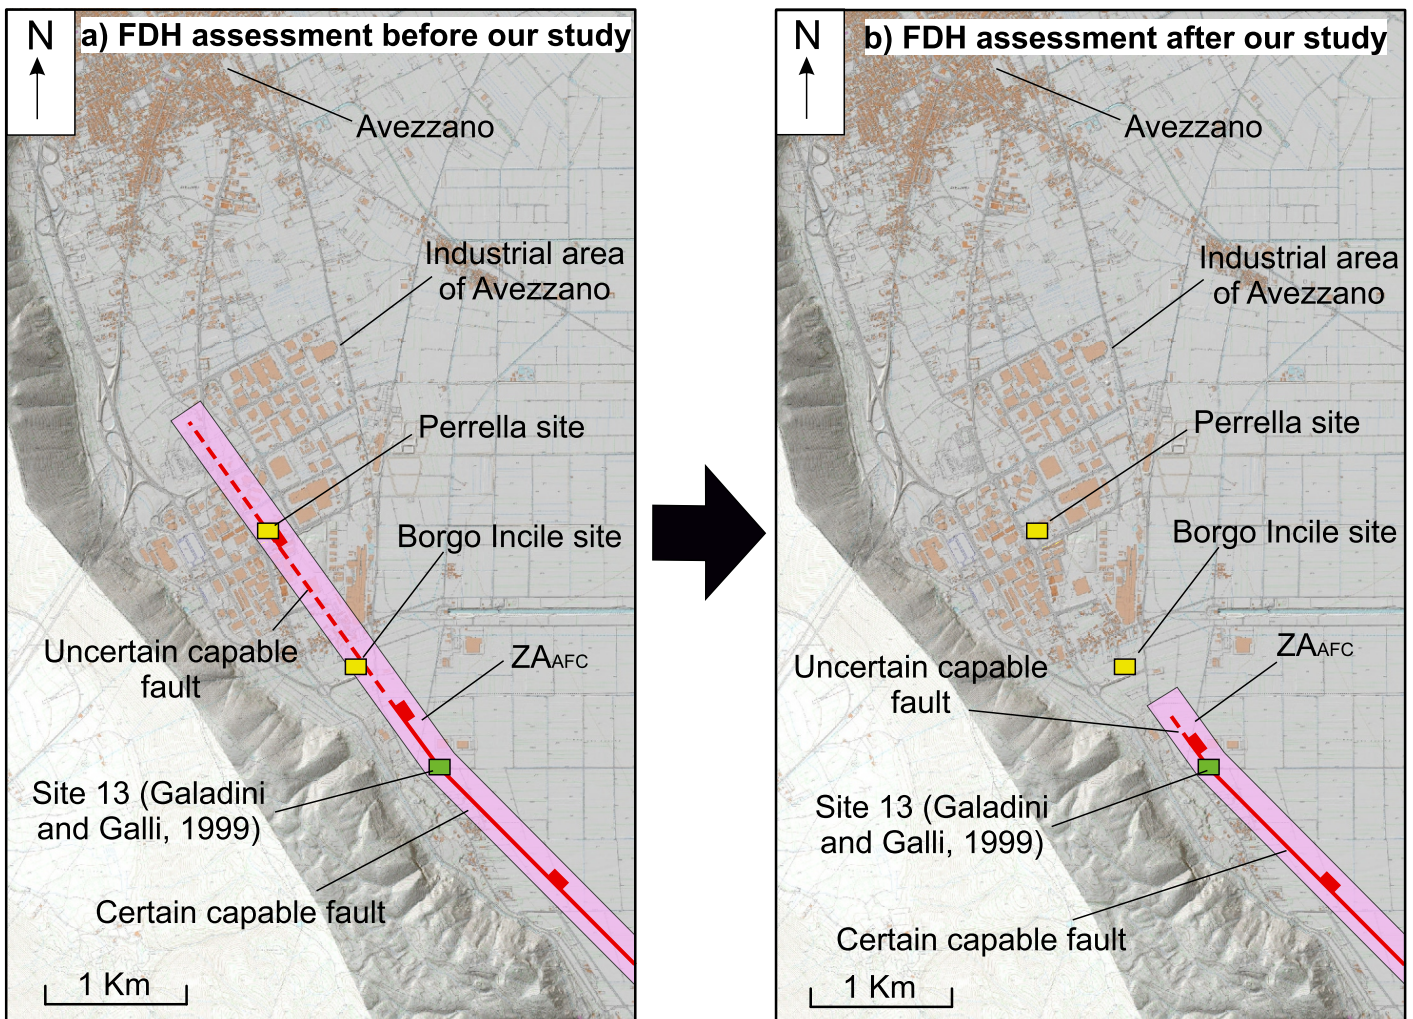 N
a) FDH assessment before our study
Avezzano
Industrial area
of Avezzano
Perrella site
Borgo Incile site
Uncertain capable
fault
ZAAFC
Site 13 (Galadini
and Galli, 1999)
Certain capable fault
1 Km
N
b) FDH assessment after our study
Avezzano
Industrial area
of Avezzano
Perrella site
Borgo Incile site
ZAAFC
Uncertain capable
fault
Site 13 (Galadini
and Galli, 1999)
Certain capable fault
1 Km